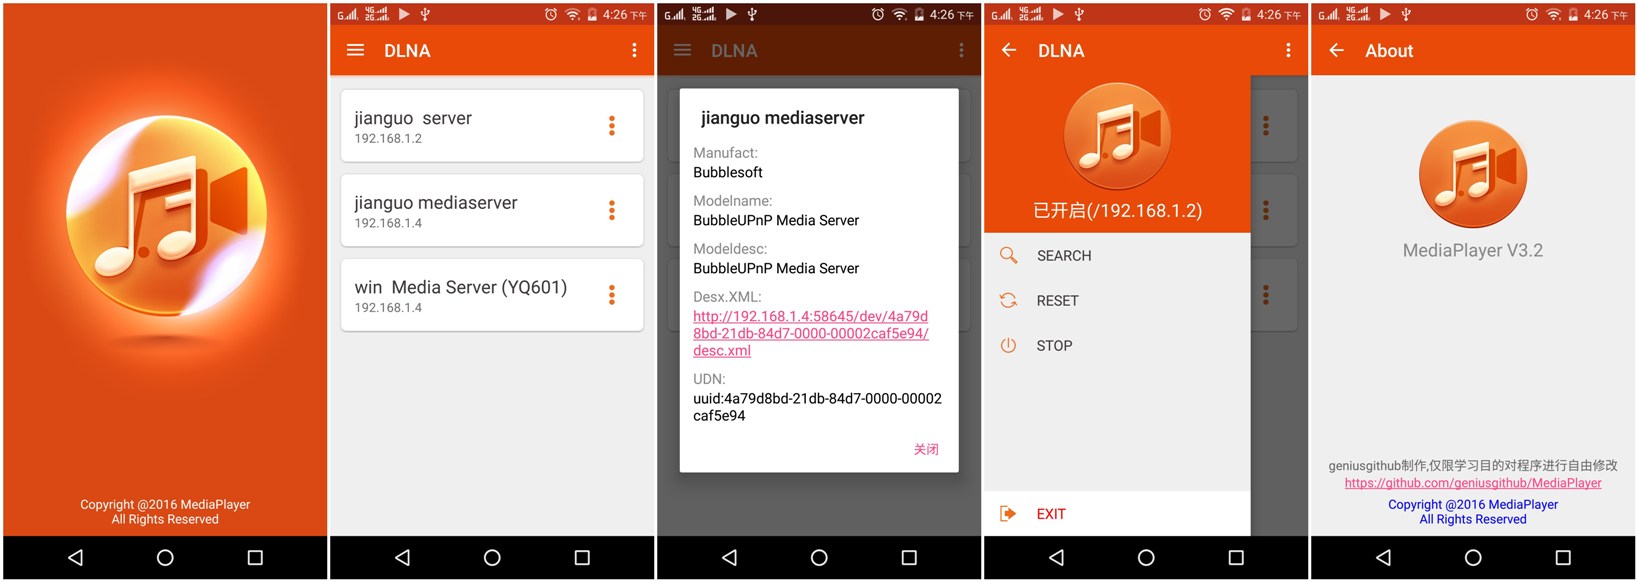 Copyright @2016 MediaPlayer
All Rights Reserved
4:26 下午
DLNA
jianguo  server
192.168.1.2
jianguo mediaserver
192.168.1.4
win  Media Server (YQ601)
192.168.1.4
4:26 下午
DLNA
jianguo mediaserver
Manufact:
Bubblesoft
Modelname:
BubbleUPnP Media Server
Modeldesc:
BubbleUPnP Media Server
Desx.XML:
http://192.168.1.4:58645/dev/4a79d
8bd-21db-84d7-0000-00002caf5e94/
desc.xml
UDN:
uuid:4a79d8bd-21db-84d7-0000-00002
caf5e94
关闭
4:26 下午
DLNA
已开启(/192.168.1.2)
SEARCH
RESET
STOP
EXIT
4:26 下午
About
MediaPlayer V3.2
geniusgithub制作,仅限学习目的对程序进行自由修改
https://github.com/geniusgithub/MediaPlayer
Copyright @2016 MediaPlayer
All Rights Reserved